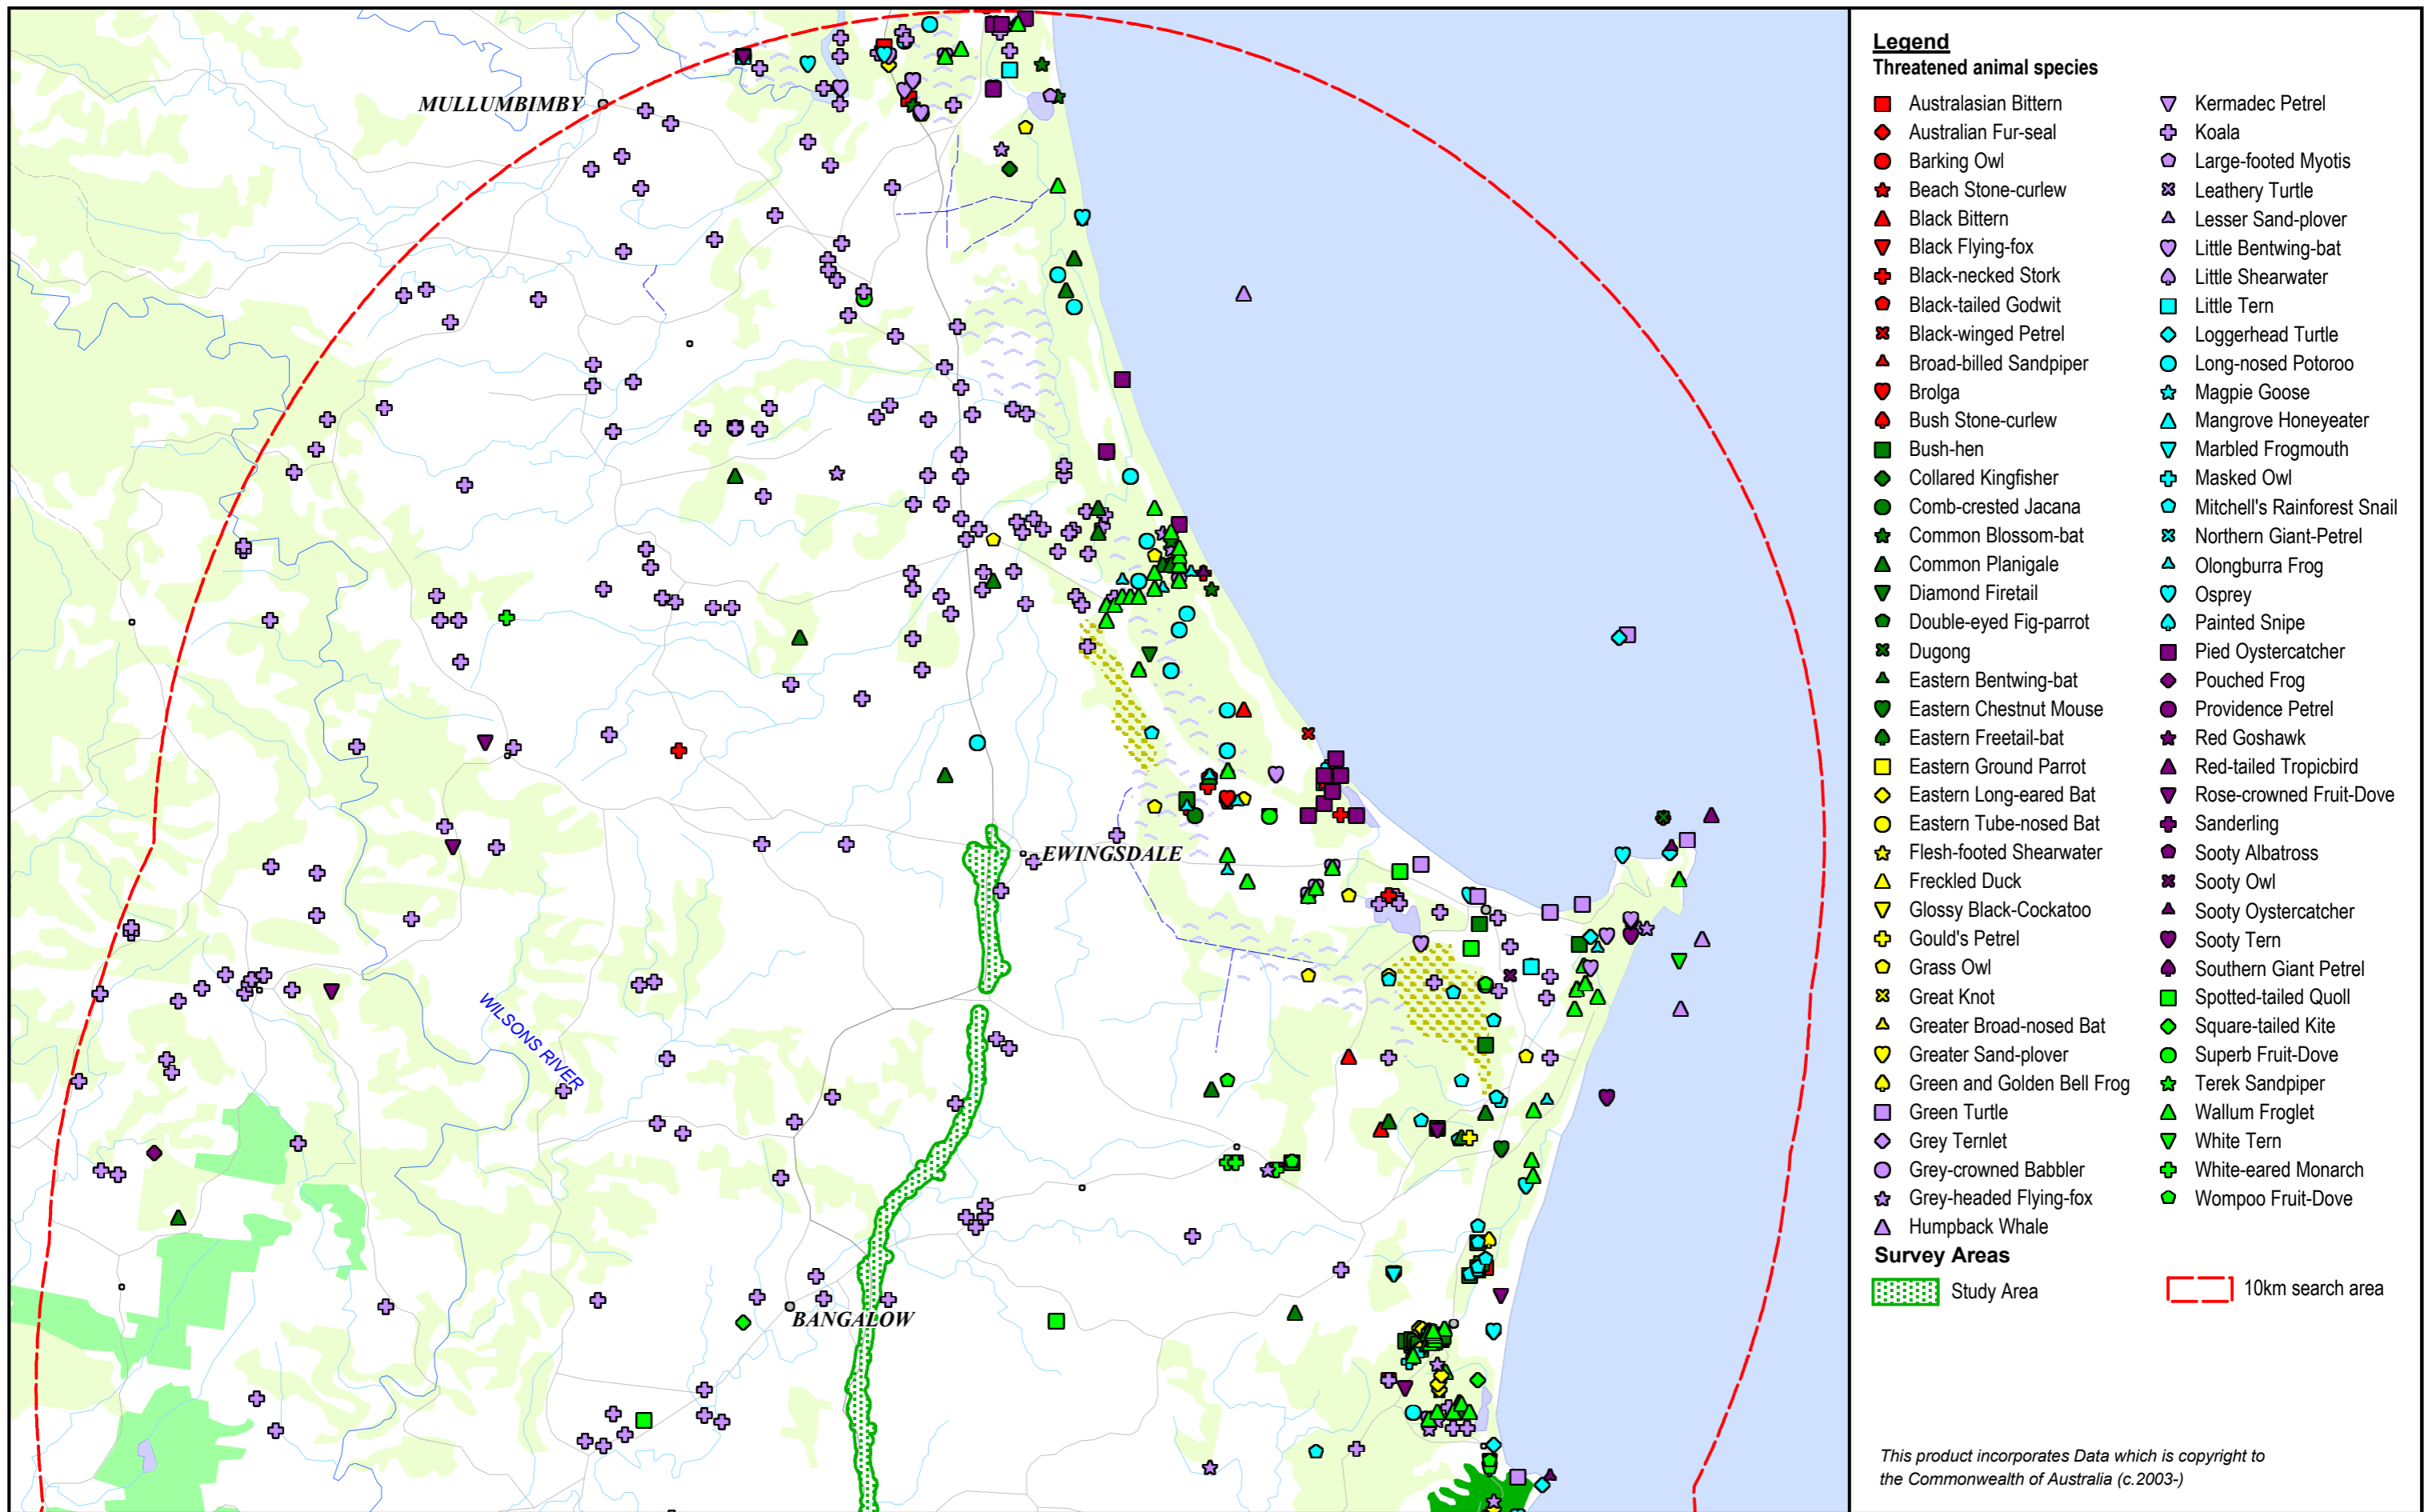 MULLUMBIMBY
EWINGSDALE
WILSONS RIVER
BANGALOW
Legend
Threatened animal species
Australasian Bittern
Australian Fur-seal
Barking Owl
Beach Stone-curlew
Black Bittern
Black Flying-fox
Black-necked Stork
Black-tailed Godwit
Black-winged Petrel
Broad-billed Sandpiper
Brolga
Bush Stone-curlew
Bush-hen
Collared Kingfisher
Comb-crested Jacana
Common Blossom-bat
Common Planigale
Diamond Firetail
Double-eyed Fig-parrot
Dugong
Eastern Bentwing-bat
Eastern Chestnut Mouse
Eastern Freetail-bat
Eastern Ground Parrot
Eastern Long-eared Bat
Eastern Tube-nosed Bat
Flesh-footed Shearwater
Freckled Duck
Glossy Black-Cockatoo
Gould's Petrel
Grass Owl
Great Knot
Greater Broad-nosed Bat
Greater Sand-plover
Green and Golden Bell Frog
Green Turtle
Grey Ternlet
Grey-crowned Babbler
Grey-headed Flying-fox
Humpback Whale
Kermadec Petrel
Koala
Large-footed Myotis
Leathery Turtle
Lesser Sand-plover
Little Bentwing-bat
Little Shearwater
Little Tern
Loggerhead Turtle
Long-nosed Potoroo
Magpie Goose
Mangrove Honeyeater
Marbled Frogmouth
Masked Owl
Mitchell's Rainforest Snail
Northern Giant-Petrel
Olongburra Frog
Osprey
Painted Snipe
Pied Oystercatcher
Pouched Frog
Providence Petrel
Red Goshawk
Red-tailed Tropicbird
Rose-crowned Fruit-Dove
Sanderling
Sooty Albatross
Sooty Owl
Sooty Oystercatcher
Sooty Tern
Southern Giant Petrel
Spotted-tailed Quoll
Square-tailed Kite
Superb Fruit-Dove
Terek Sandpiper
Wallum Froglet
White Tern
White-eared Monarch
Wompoo Fruit-Dove
Survey Areas
Study Area
10km search area
This product incorporates Data which is copyright to
the Commonwealth of Australia (c.2003-)